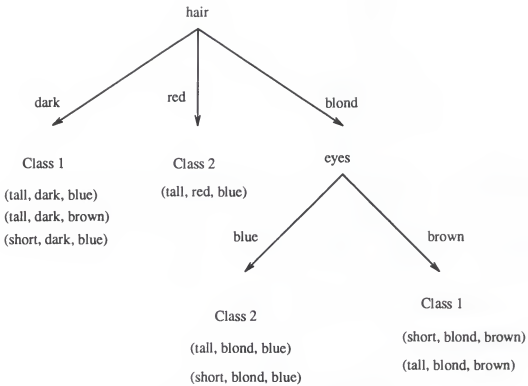 hair
dark
red
blond
Class 1
Class 2
eyes
(tall, dark, blue)
(tall, dark, brown)
(short, dark, blue)
(tall, red, blue)
blue
brown
Class 2
Class 1
(tall, blond, blue)
(short, blond, blue)
(short, blond, brown)
(tall, blond, brown)